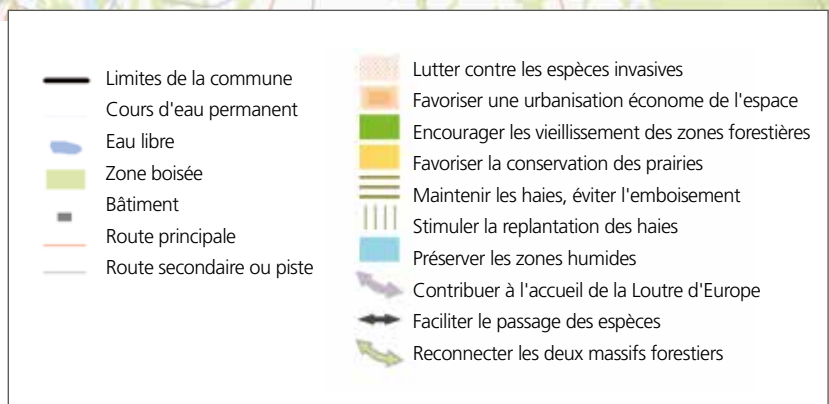 Limites de la commune
Cours d'eau permanent
Eau libre
Zone boisée
Bâtiment
Route principale
Route secondaire ou piste
Lutter contre les espèces invasives
Favoriser une urbanisation économe de l'espace
Encourager les vieillissement des zones forestières
Favoriser la conservation des prairies
Maintenir les haies, éviter l'emboisement
Stimuler la replantation des haies
Préserver les zones humides
Contribuer à l'accueil de la Loutre d'Europe
Faciliter le passage des espèces
Reconnecter les deux massifs forestiers